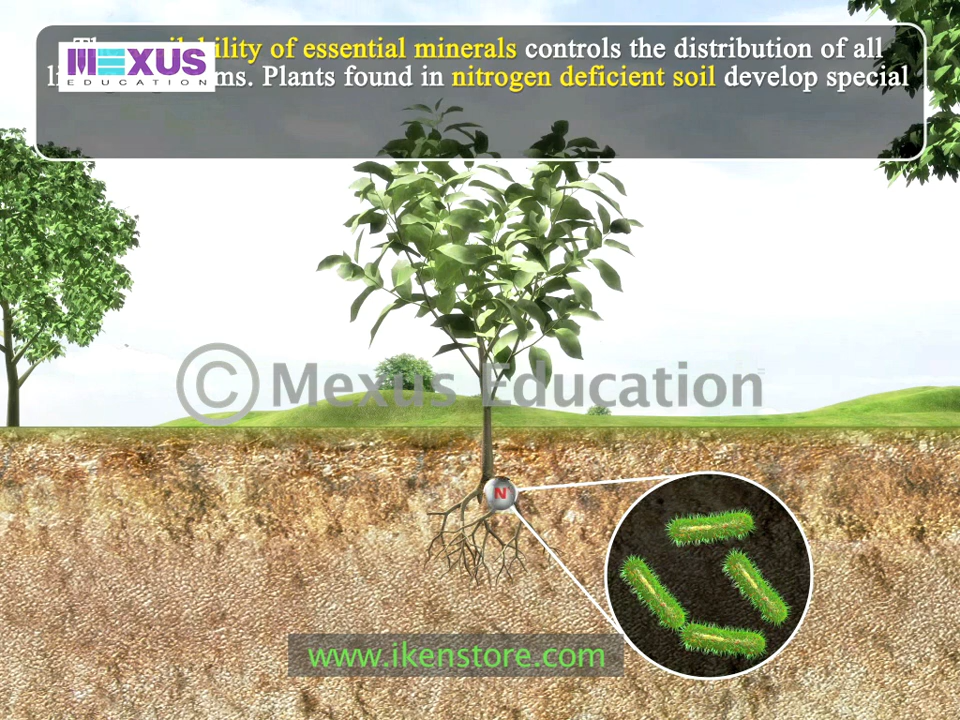 MEXUS
EDUCATION
ability of essential minerals controls the distribution of all
ms. Plants found in nitrogen deficient soil develop special
© Mexus Education
N
www.ikenstore.com